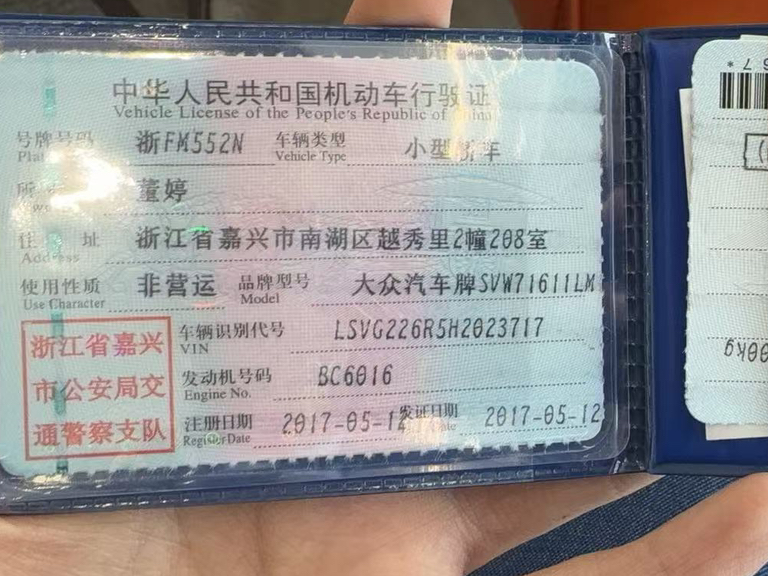 中华人民共和国机动车行驶证
Vehicle License of the People's Republic of China
号牌号码 浙FM552N 车辆类型 小型轿车
Plat Vehicle Type
所 董婷
住 址 浙江省嘉兴市南湖区越秀里2幢208室
Address
使用性质 非营运 品牌型号 大众汽车牌SVW71611LM
Use Character Model
浙江省嘉兴
市公安局交
通警察支队
车辆识别代号 LSVG226R5H2023717
VIN
发动机号码 BC6016
Engine No.
注册日期 2017-05-12 发证日期 2017-05-12
Register Date Date
00kg